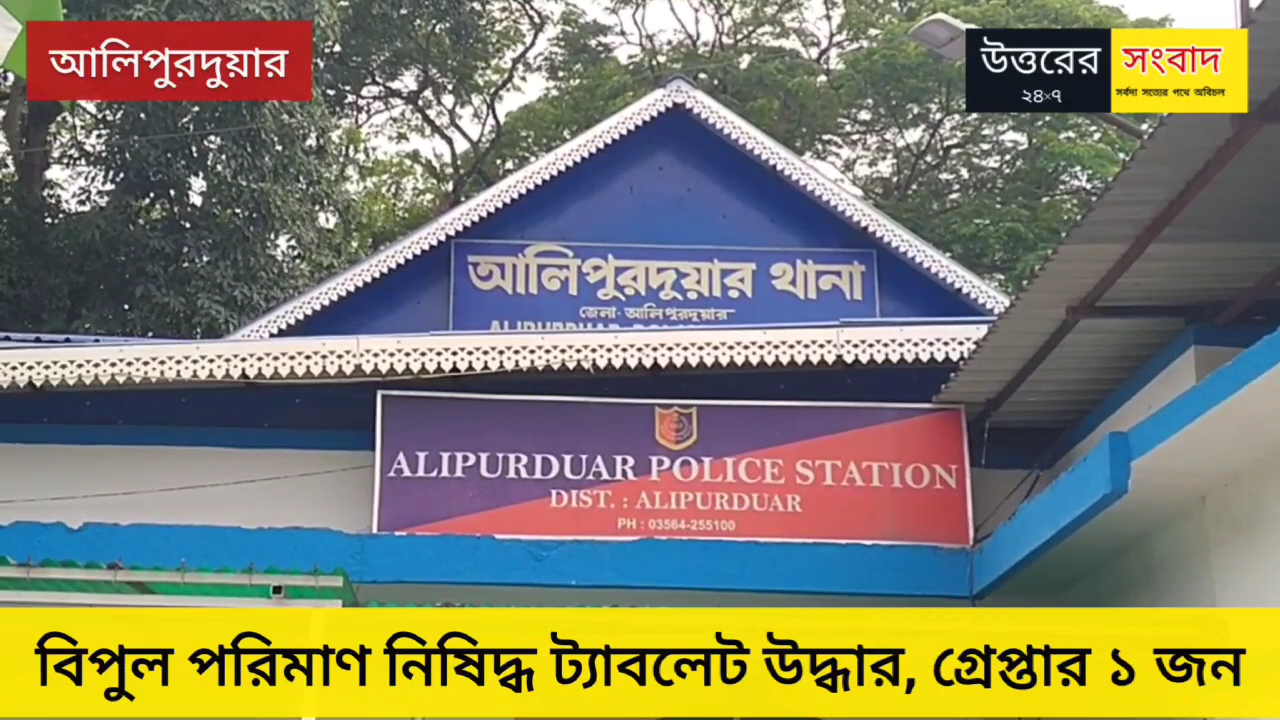 আলিপুরদুয়ার
উত্তরের
২৪×৭
সংবাদ
সর্বদা সত্যের পথে অবিচল
আলিপুরদুয়ার থানা
জেলা-আলিপুরদুয়ার
ALIPURDUAR POLICE STATION
DIST. : ALIPURDUAR
PH : 03564-255100
বিপুল পরিমাণ নিষিদ্ধ ট্যাবলেট উদ্ধার, গ্রেপ্তার ১ জন